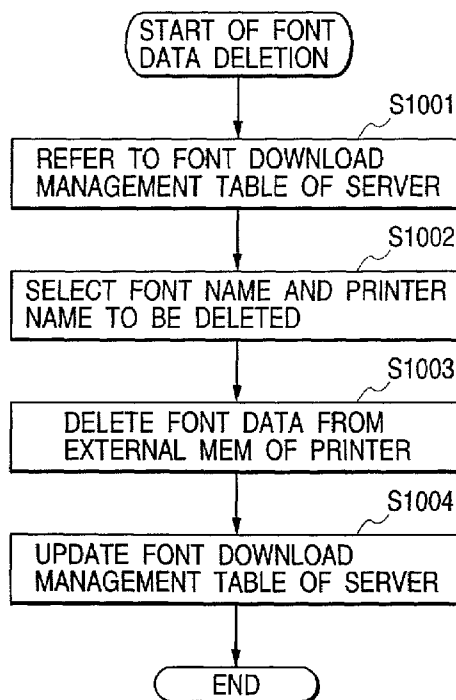 START OF FONT
DATA DELETION
S1001
REFER TO FONT DOWNLOAD
MANAGEMENT TABLE OF SERVER
S1002
SELECT FONT NAME AND PRINTER
NAME TO BE DELETED
S1003
DELETE FONT DATA FROM
EXTERNAL MEM OF PRINTER
S1004
UPDATE FONT DOWNLOAD
MANAGEMENT TABLE OF SERVER
END